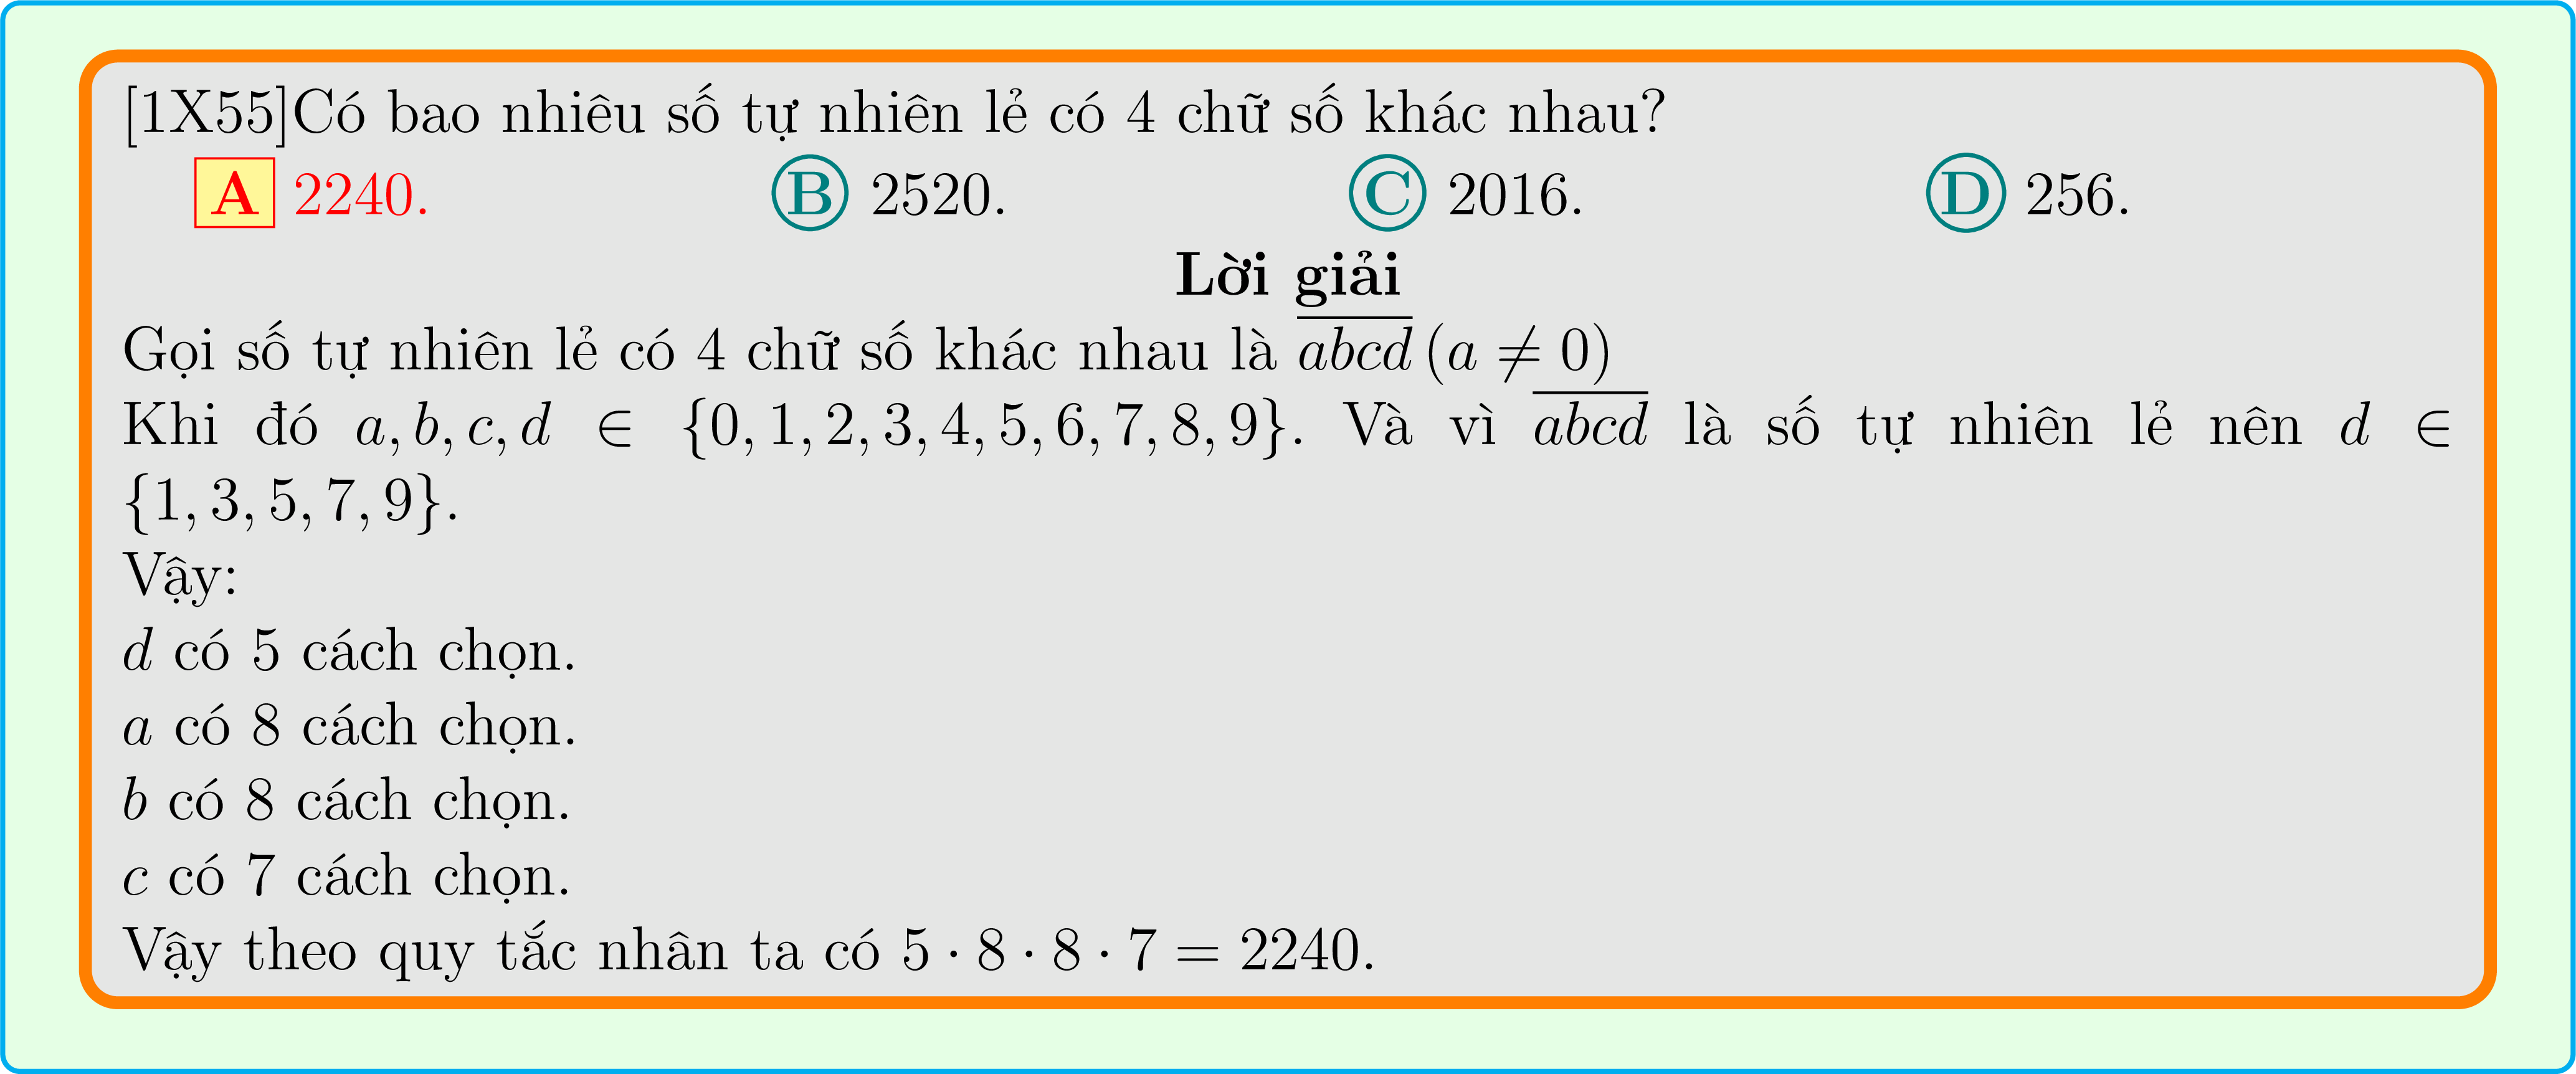 [1X55]Có bao nhiêu số tự nhiên lẻ có 4 chữ số khác nhau?
A 2240. B 2520. C 2016. D 256.
Lời giải
Gọi số tự nhiên lẻ có 4 chữ số khác nhau là $\overline{abcd}\,(a \neq 0)$
Khi đó $a, b, c, d \in \{0, 1, 2, 3, 4, 5, 6, 7, 8, 9\}$. Và vì $\overline{abcd}$ là số tự nhiên lẻ nên $d \in$
$\{1, 3, 5, 7, 9\}$.
Vậy:
$d$ có 5 cách chọn.
$a$ có 8 cách chọn.
$b$ có 8 cách chọn.
$c$ có 7 cách chọn.
Vậy theo quy tắc nhân ta có $5 \cdot 8 \cdot 8 \cdot 7 = 2240$.